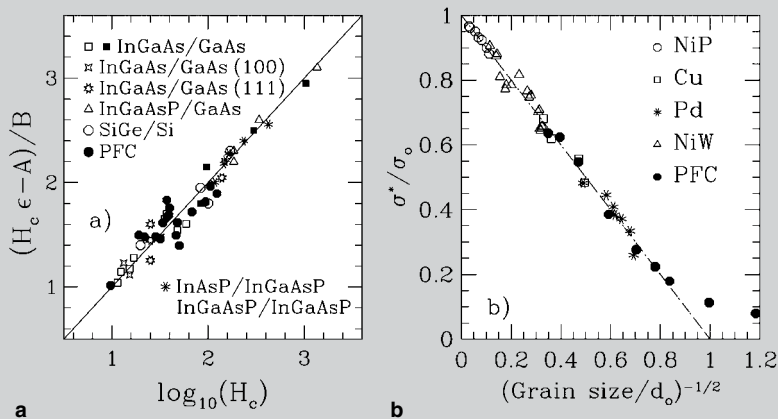 a
(H_c ϵ−A)/B
3
2
1
□ ■ InGaAs/GaAs
InGaAs/GaAs (100)
InGaAs/GaAs (111)
△ InGaAsP/GaAs
○ SiGe/Si
● PFC
a)
✳ InAsP/InGaAsP
InGaAsP/InGaAsP
1 2 3
log₁₀(H_c)
a
b
σ*/σ_o
1
0.8
0.6
0.4
0.2
0
○ NiP
□ Cu
✳ Pd
△ NiW
● PFC
b)
0 0.2 0.4 0.6 0.8 1 1.2
(Grain size/d_o)^−1/2
b